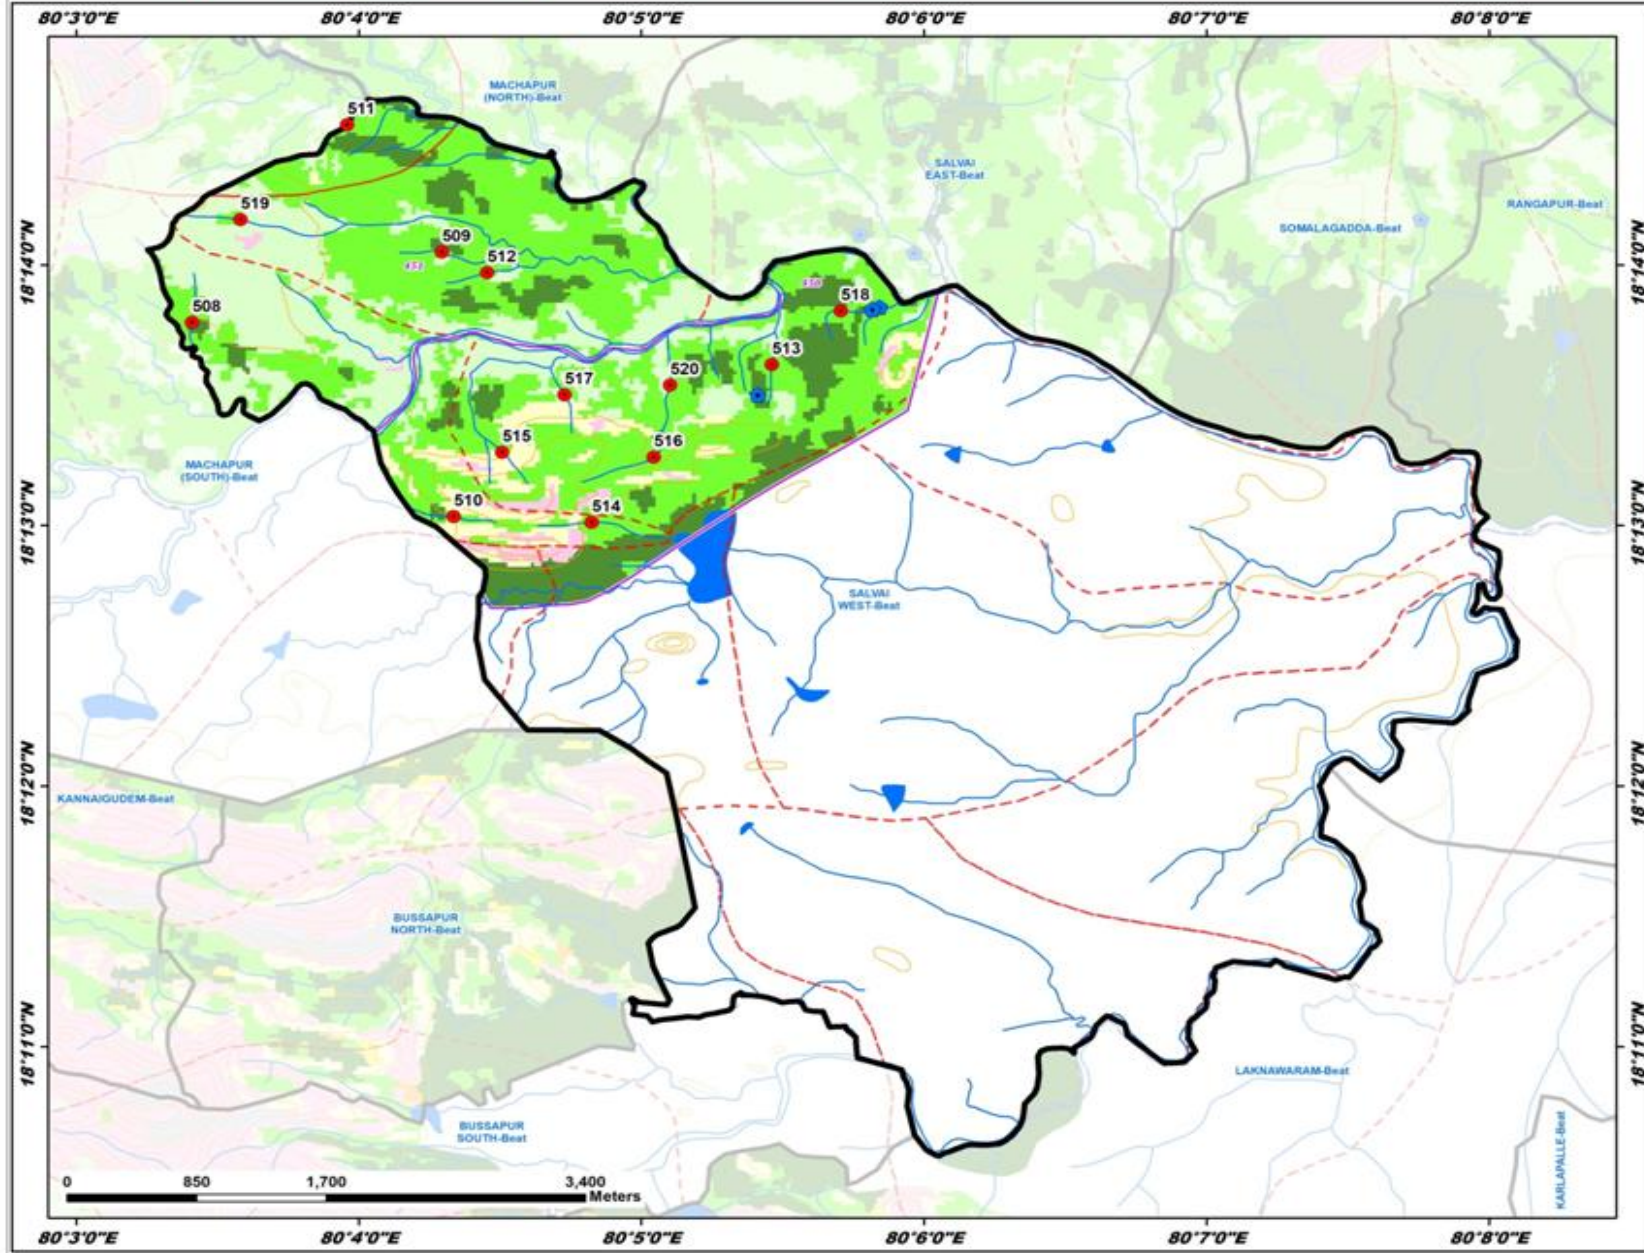 80°3'0"E
80°4'0"E
80°5'0"E
80°6'0"E
80°7'0"E
80°8'0"E
MACHAPUR
(NORTH)-Beat
511
SALVAI
EAST-Beat
RANGAPUR-Beat
519
SOMALAGADDA-Beat
509
18°14'0"N
18°14'0"N
512
518
508
513
520
517
515
516
MACHAPUR
(SOUTH)-Beat
510
514
18°13'0"N
18°13'0"N
SALVAI
WEST-Beat
18°12'0"N
18°12'0"N
KANNAIGUDEM-Beat
BUSSAPUR
NORTH-Beat
18°11'0"N
18°11'0"N
LAKNAWARAM-Beat
BUSSAPUR
SOUTH-Beat
KARLAPALLE-Beat
0 850 1,700 3,400
Meters
80°3'0"E
80°4'0"E
80°5'0"E
80°6'0"E
80°7'0"E
80°8'0"E